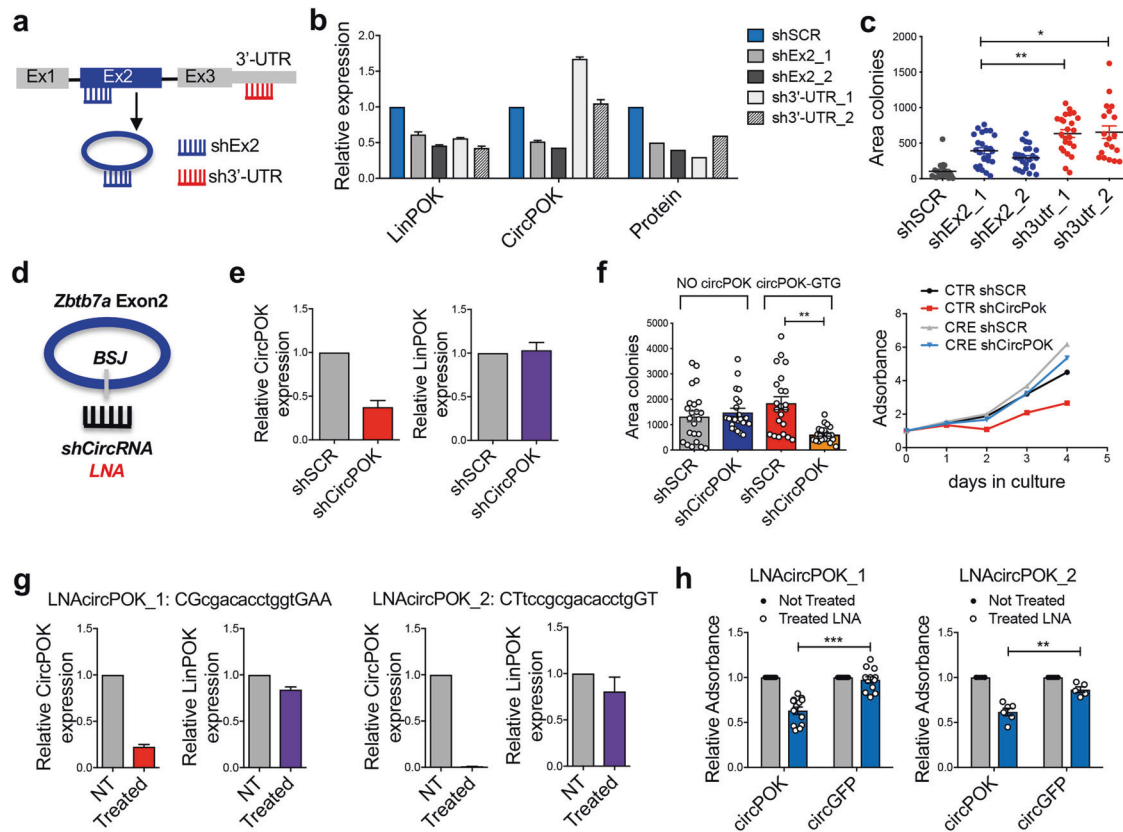 a
Ex1
Ex2
Ex3
3'-UTR
shEx2
sh3'-UTR
b
Relative expression
2.0
1.5
1.0
0.5
0.0
LinPOK
CircPOK
Protein
shSCR
shEx2_1
shEx2_2
sh3'-UTR_1
sh3'-UTR_2
c
Area colonies
2000
1500
1000
500
0
*
**
shSCR
shEx2_1
shEx2_2
sh3utr_1
sh3utr_2
d
Zbtb7a Exon2
BSJ
shCircRNA
LNA
e
Relative CircPOK
expression
1.5
1.0
0.5
0.0
shSCR
shCircPOK
Relative LinPOK
expression
1.5
1.0
0.5
0.0
shSCR
shCircPOK
f
NO circPOK
circPOK-GTG
**
Area colonies
5000
4000
3000
2000
1000
0
shSCR
shCircPOK
shSCR
shCircPOK
CTR shSCR
CTR shCircPok
CRE shSCR
CRE shCircPOK
Adsorbance
8
6
4
2
0
0
1
2
3
4
5
days in culture
g
LNAcircPOK_1: CGcgacacctggtGAA
Relative CircPOK
expression
1.5
1.0
0.5
0.0
NT
Treated
Relative LinPOK
expression
1.5
1.0
0.5
0.0
NT
Treated
LNAcircPOK_2: CTtccgcgacacctgGT
Relative CircPOK
expression
1.5
1.0
0.5
0.0
NT
Treated
Relative LinPOK
expression
1.5
1.0
0.5
0.0
NT
Treated
h
LNAcircPOK_1
Not Treated
Treated LNA
***
Relative Adsorbance
1.5
1.0
0.5
0.0
circPOK
circGFP
LNAcircPOK_2
Not Treated
Treated LNA
**
Relative Adsorbance
1.5
1.0
0.5
0.0
circPOK
circGFP